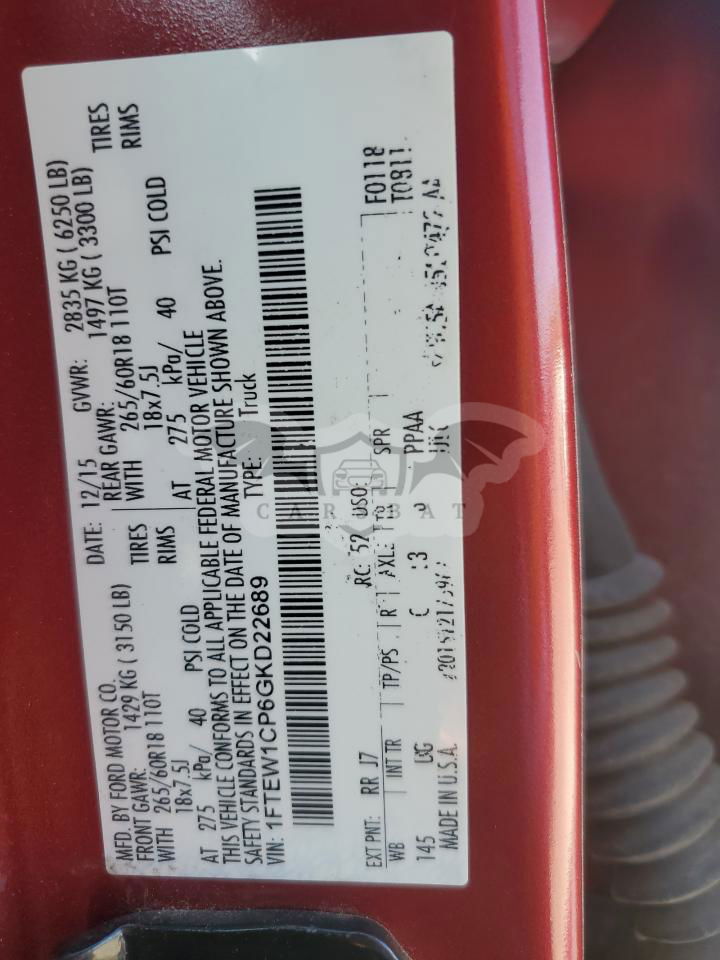 MFD. BY FORD MOTOR CO.
DATE: 12/15 GVWR: 2835 KG ( 6250 LB)
FRONT GAWR: 1429 KG ( 3150 LB) REAR GAWR: 1497 KG ( 3300 LB)
WITH 265/60R18 110T TIRES WITH 265/60R18 110T TIRES
18x7.5J RIMS 18x7.5J RIMS
AT 275 kPa/ 40 PSI COLD AT 275 kPa/ 40 PSI COLD
THIS VEHICLE CONFORMS TO ALL APPLICABLE FEDERAL MOTOR VEHICLE
SAFETY STANDARDS IN EFFECT ON THE DATE OF MANUFACTURE SHOWN ABOVE.
VIN: 1FTEW1CP6GKD22689 TYPE: Truck
F0118
EXT PNT: RR J7 RC: 52 DSO:
WB INT TR TP/PS R AXL: TR SPR
145 C PPAA
MADE IN U.S.A.
CARSBAT